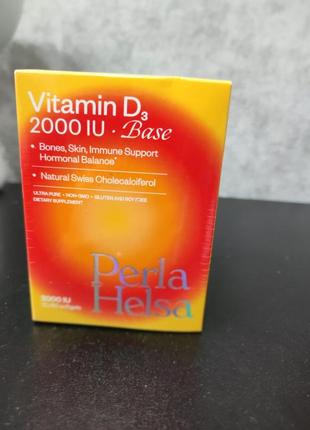 Vitamin D₃
2000 IU · Base
• Bones, Skin, Immune Support
Hormonal Balance*
• Natural Swiss Cholecalciferol
ULTRA PURE • NON-GMO • GLUTEN AND SOY FREE
DIETARY SUPPLEMENT
Perla
Helsa
2000 IU
softgels